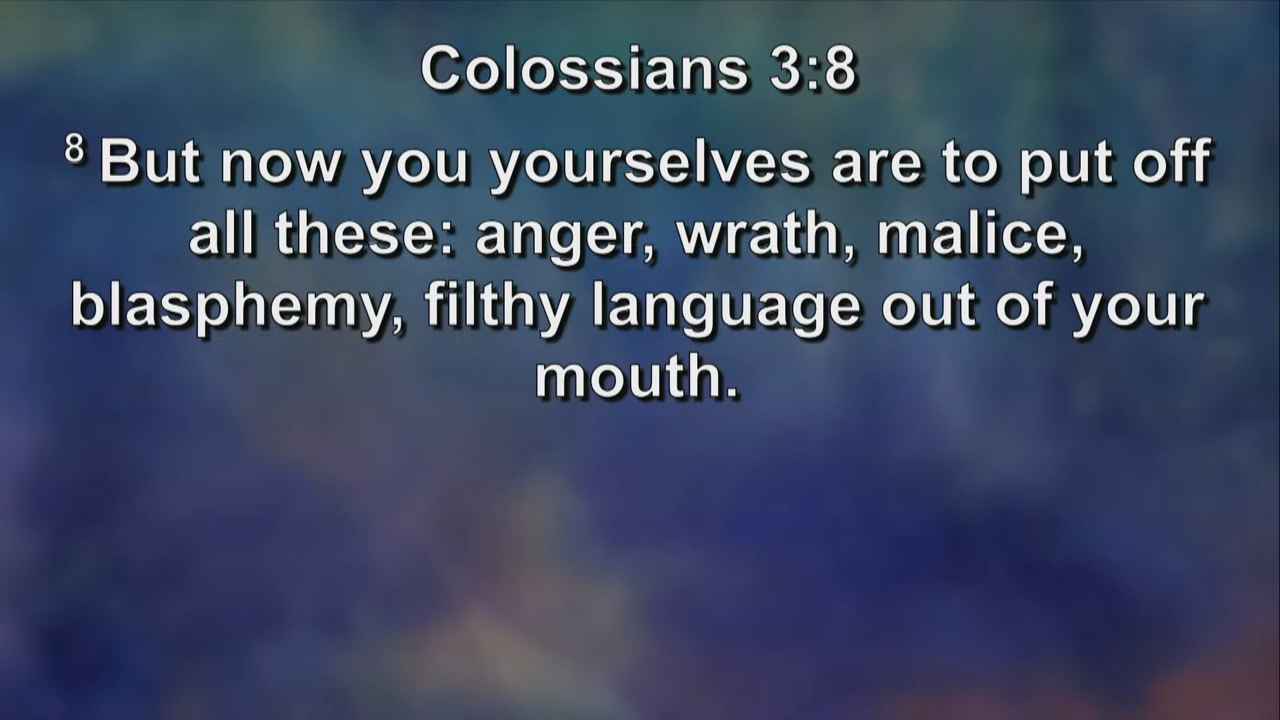 Colossians 3:8
8 But now you yourselves are to put off
all these: anger, wrath, malice,
blasphemy, filthy language out of your
mouth.